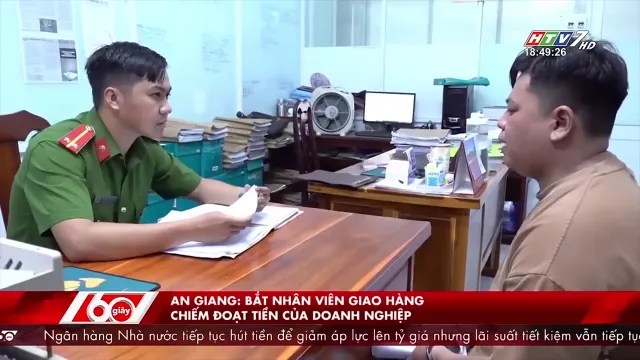 HTV7 HD
18:49:26
60 giây
AN GIANG: BẮT NHÂN VIÊN GIAO HÀNG
CHIẾM ĐOẠT TIỀN CỦA DOANH NGHIỆP
Ngân hàng Nhà nước tiếp tục hút tiền để giảm áp lực lên tỷ giá nhưng lãi suất tiết kiệm vẫn tiếp tục